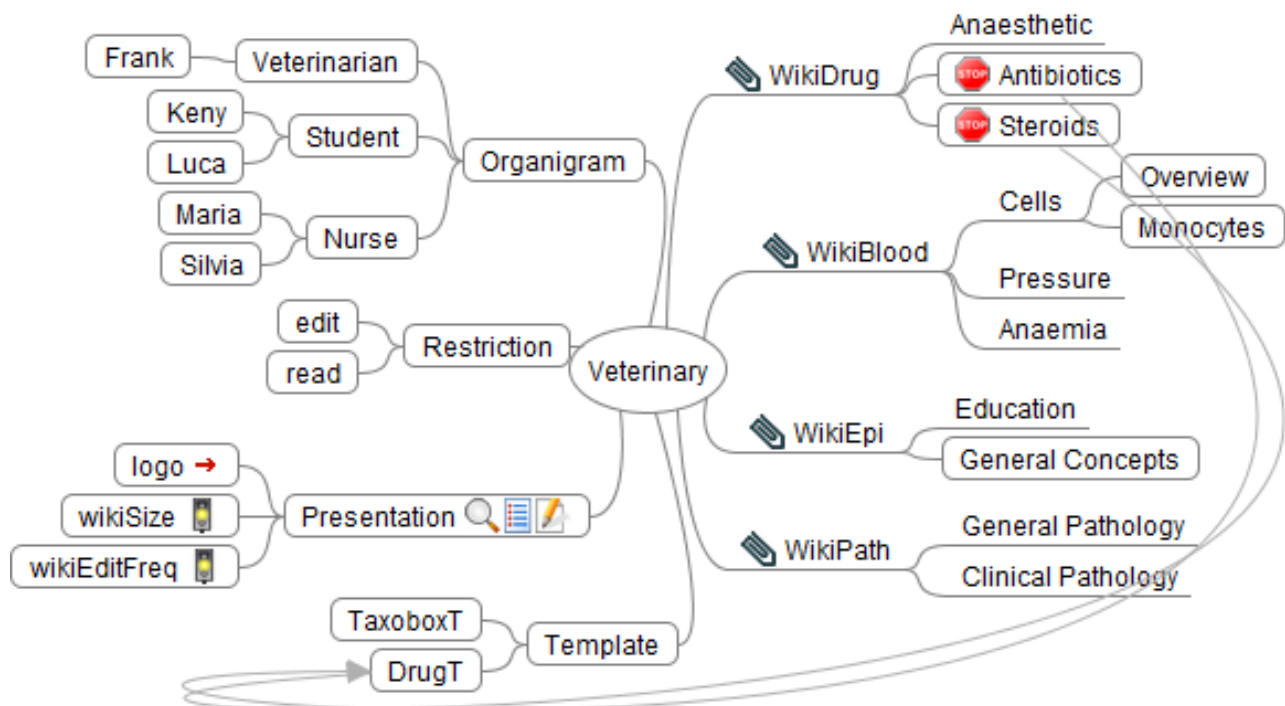 Frank
Veterinarian
Keny
Luca
Student
Maria
Silvia
Nurse
Organigram
edit
read
Restriction
logo
wikiSize
wikiEditFreq
Presentation
TaxoboxT
DrugT
Template
Veterinary
WikiDrug
Anaesthetic
STOP Antibiotics
STOP Steroids
WikiBlood
Cells
Overview
Monocytes
Pressure
Anaemia
WikiEpi
Education
General Concepts
WikiPath
General Pathology
Clinical Pathology